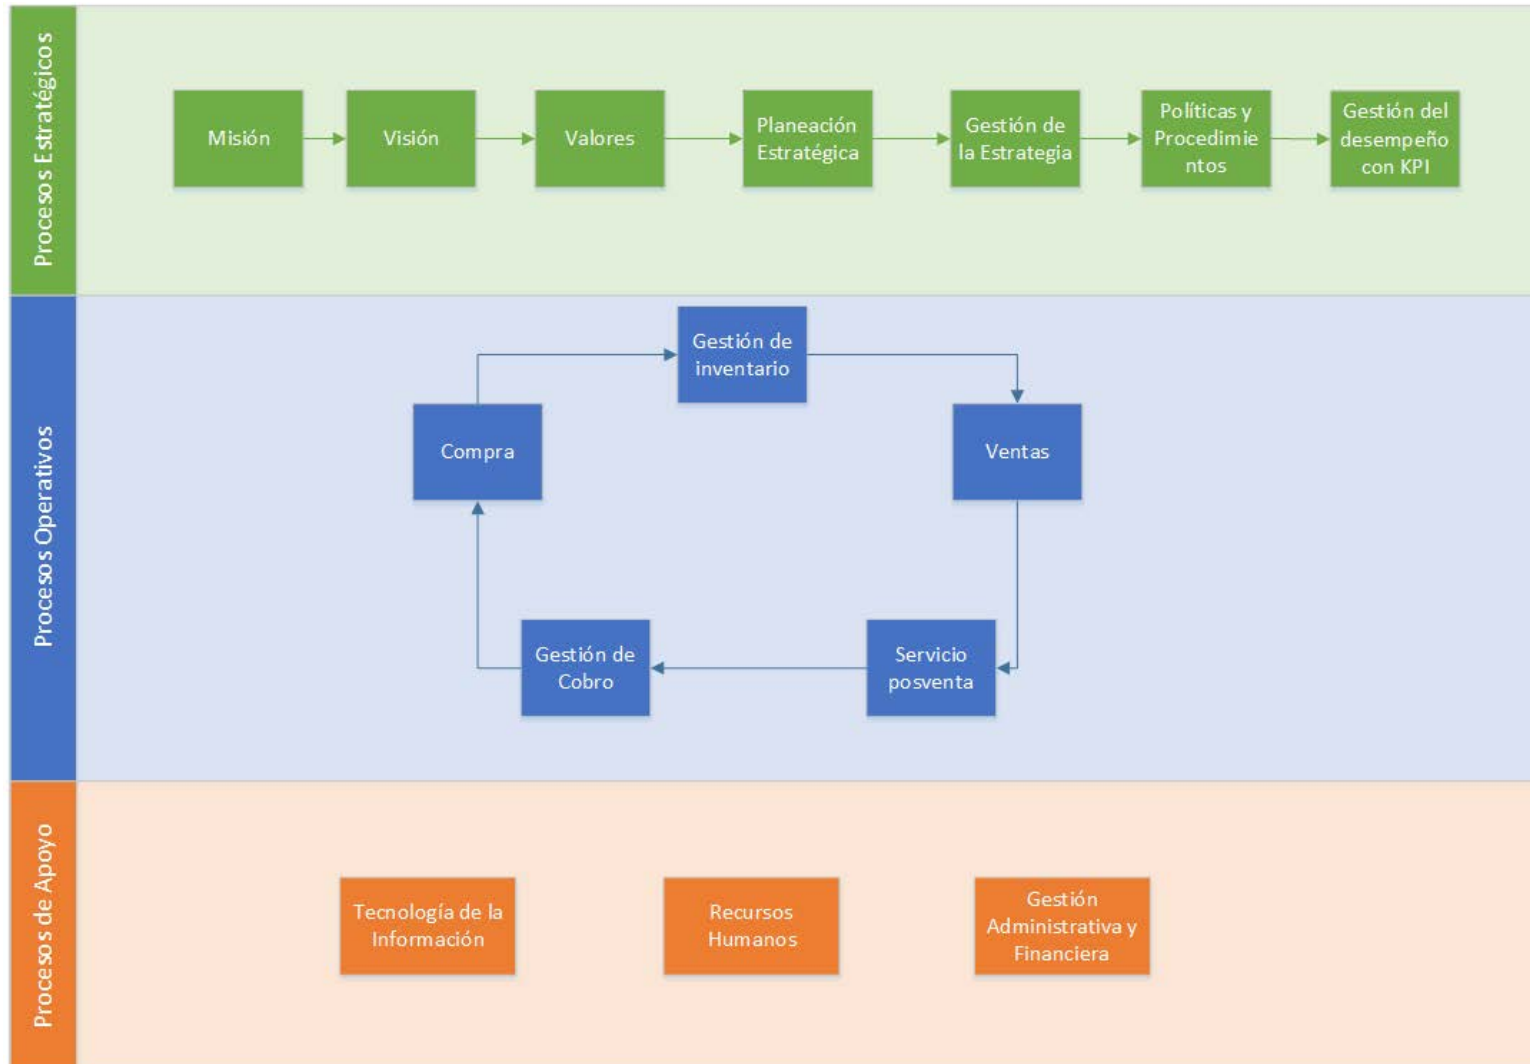 Procesos Estratégicos
Misión
Visión
Valores
Planeación
Estratégica
Gestión de
la Estrategia
Políticas y
Procedimie
ntos
Gestión del
desempeño
con KPI
Procesos Operativos
Gestión de
inventario
Compra
Ventas
Gestión de
Cobro
Servicio
posventa
Procesos de Apoyo
Tecnología de la
Información
Recursos
Humanos
Gestión
Administrativa y
Financiera